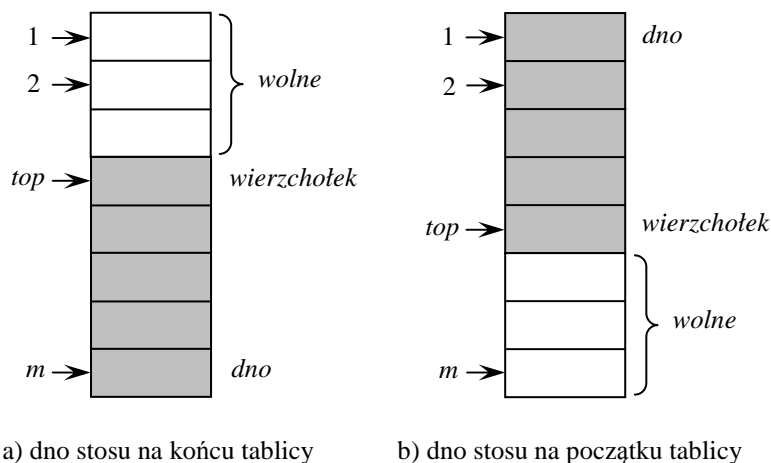 1
2
wolne
top
wierzchołek
m
dno
a) dno stosu na końcu tablicy
1
dno
2
top
wierzchołek
wolne
m
b) dno stosu na początku tablicy